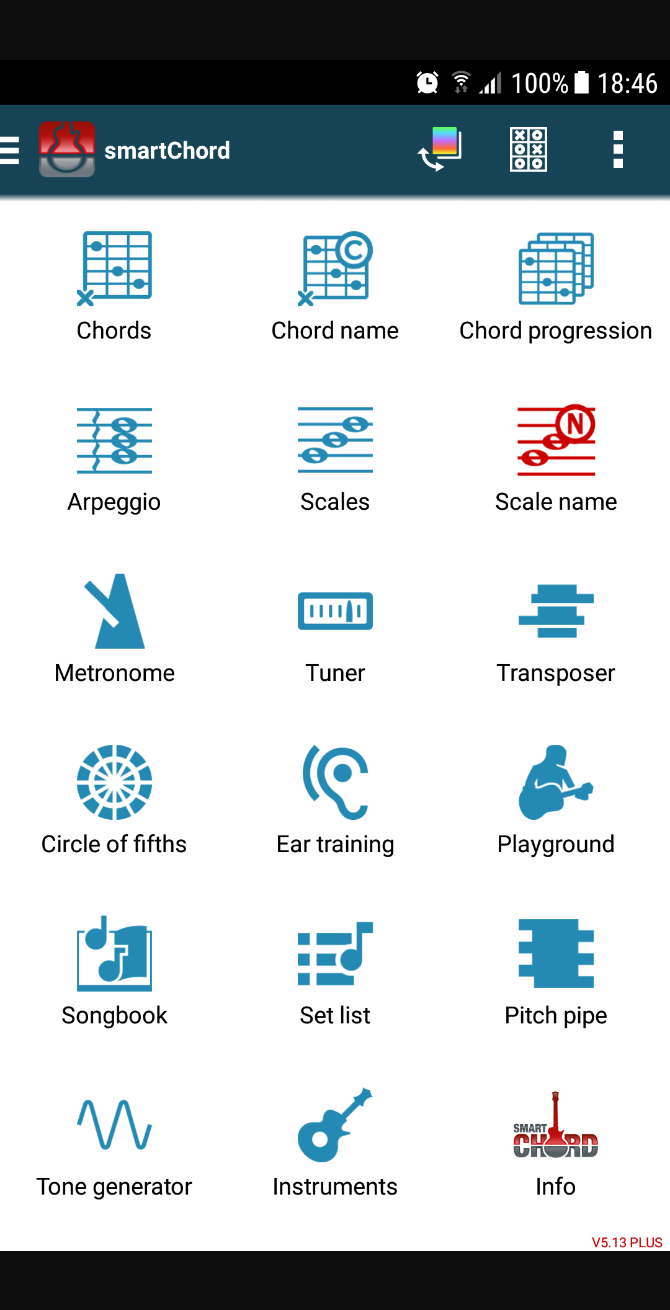 100% 18:46
smartChord
Chords Chord name Chord progression
Arpeggio Scales Scale name
Metronome Tuner Transposer
Circle of fifths Ear training Playground
Songbook Set list Pitch pipe
SMART
CHORD
Tone generator Instruments Info
V5.13 PLUS